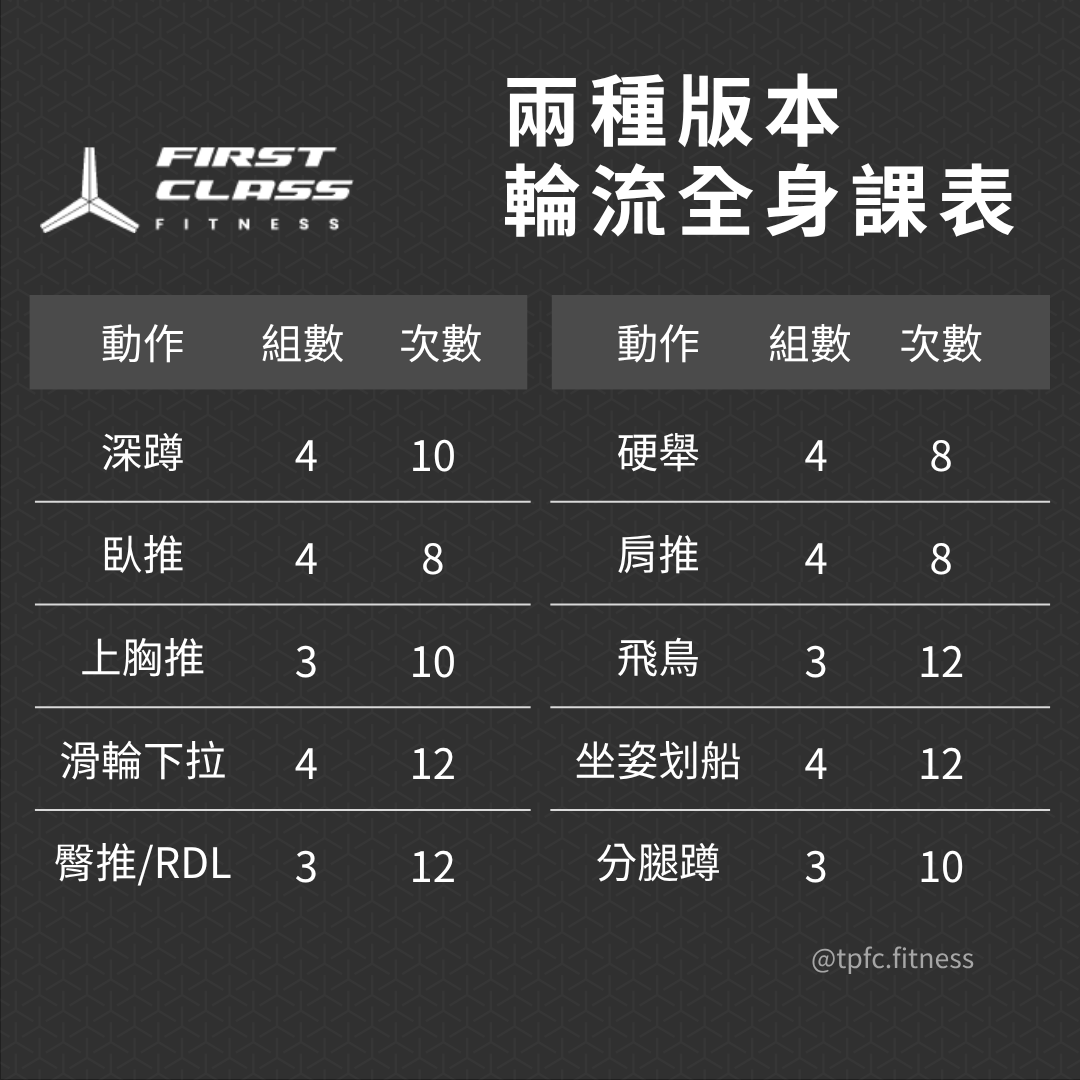 FIRST
CLASS
FITNESS
兩種版本
輪流全身課表
動作 組數 次數
深蹲 4 10
臥推 4 8
上胸推 3 10
滑輪下拉 4 12
臀推/RDL 3 12
動作 組數 次數
硬舉 4 8
肩推 4 8
飛鳥 3 12
坐姿划船 4 12
分腿蹲 3 10
@tpfc.fitness